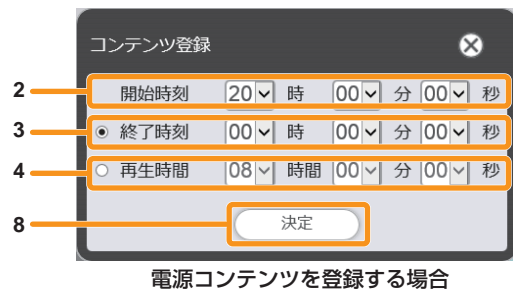 コンテンツ登録
2 開始時刻 20 時 00 分 00 秒
3 終了時刻 00 時 00 分 00 秒
4 再生時間 08 時間 00 分 00 秒
8 決定
電源コンテンツを登録する場合